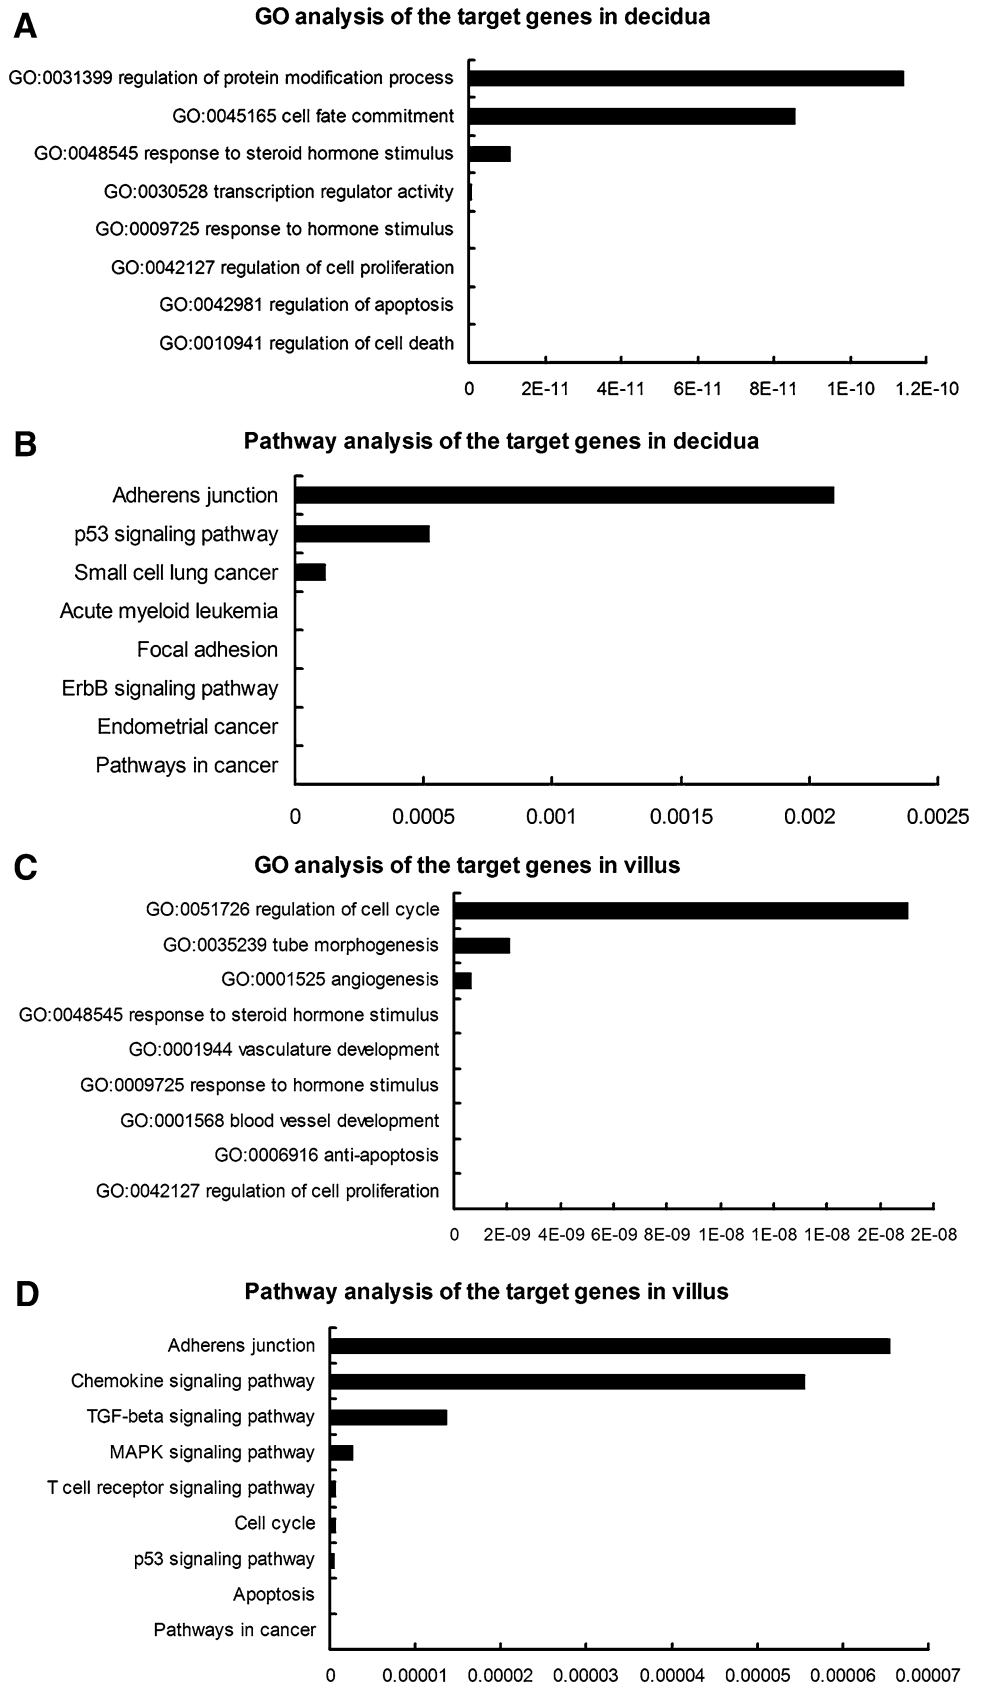 A
GO analysis of the target genes in decidua
GO:0031399 regulation of protein modification process
GO:0045165 cell fate commitment
GO:0048545 response to steroid hormone stimulus
GO:0030528 transcription regulator activity
GO:0009725 response to hormone stimulus
GO:0042127 regulation of cell proliferation
GO:0042981 regulation of apoptosis
GO:0010941 regulation of cell death
0 2E-11 4E-11 6E-11 8E-11 1E-10 1.2E-10
B
Pathway analysis of the target genes in decidua
Adherens junction
p53 signaling pathway
Small cell lung cancer
Acute myeloid leukemia
Focal adhesion
ErbB signaling pathway
Endometrial cancer
Pathways in cancer
0 0.0005 0.001 0.0015 0.002 0.0025
C
GO analysis of the target genes in villus
GO:0051726 regulation of cell cycle
GO:0035239 tube morphogenesis
GO:0001525 angiogenesis
GO:0048545 response to steroid hormone stimulus
GO:0001944 vasculature development
GO:0009725 response to hormone stimulus
GO:0001568 blood vessel development
GO:0006916 anti-apoptosis
GO:0042127 regulation of cell proliferation
0 2E-09 4E-09 6E-09 8E-09 1E-08 1E-08 1E-08 2E-08 2E-08
D
Pathway analysis of the target genes in villus
Adherens junction
Chemokine signaling pathway
TGF-beta signaling pathway
MAPK signaling pathway
T cell receptor signaling pathway
Cell cycle
p53 signaling pathway
Apoptosis
Pathways in cancer
0 0.00001 0.00002 0.00003 0.00004 0.00005 0.00006 0.00007